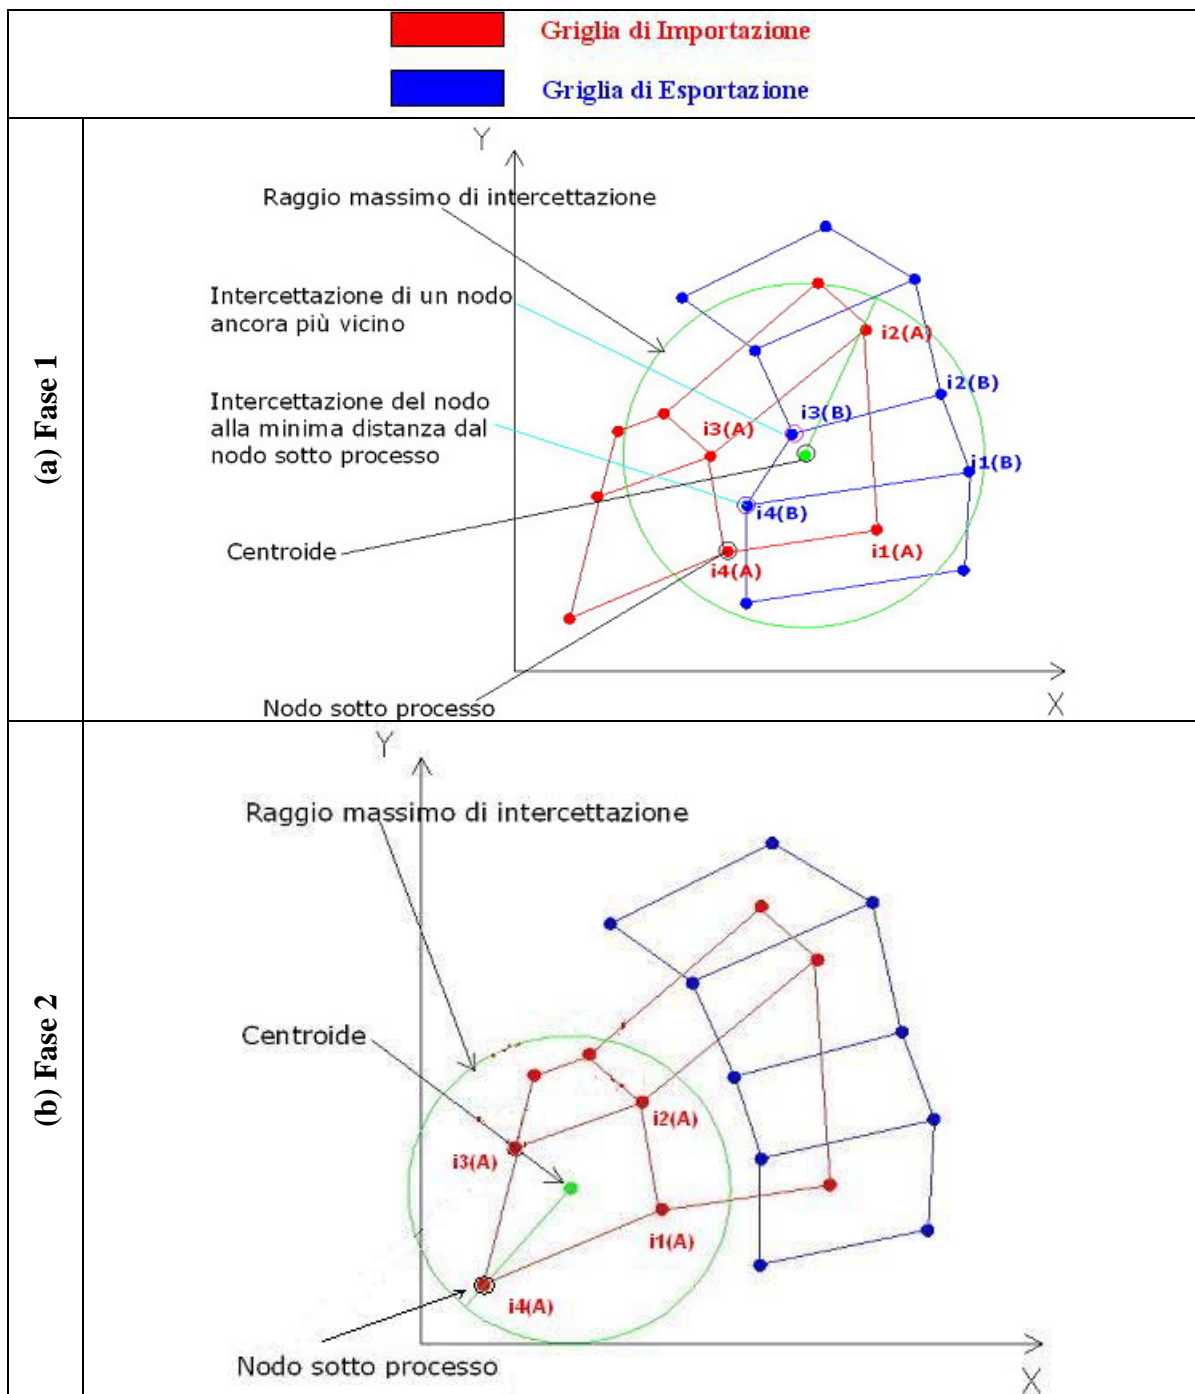 Griglia di Importazione
Griglia di Esportazione
(a) Fase 1
Y
Raggio massimo di intercettazione
Intercettazione di un nodo
ancora più vicino
Intercettazione del nodo
alla minima distanza dal
nodo sotto processo
Centroide
Nodo sotto processo
i2(A)
i2(B)
i3(B)
i3(A)
i1(B)
i4(B)
i1(A)
i4(A)
X
(b) Fase 2
Y
Raggio massimo di intercettazione
Centroide
i2(A)
i3(A)
i1(A)
i4(A)
Nodo sotto processo
X